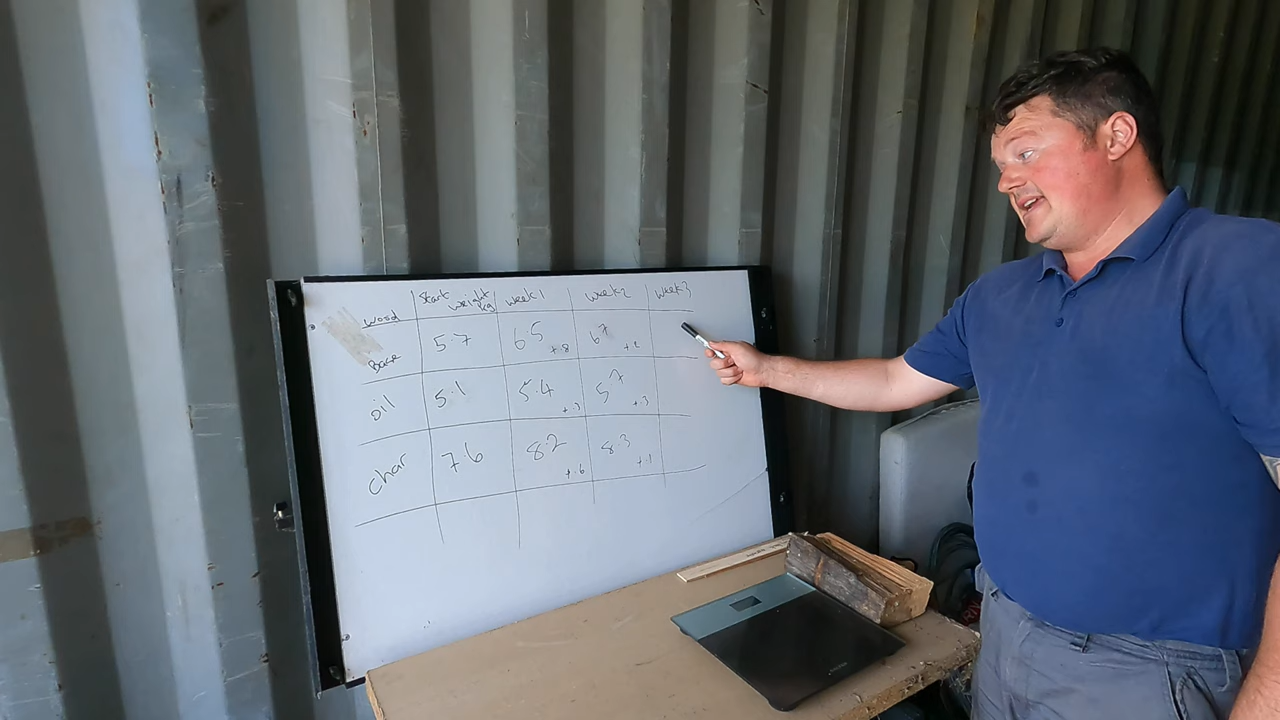 wood Start weight kg week 1 week 2 week 3
Bare 5.7 6.5 +.8 6.7 +.2
oil 5.1 5.4 +.3 5.7 +.3
char 7.6 8.2 +.6 8.3 +.1